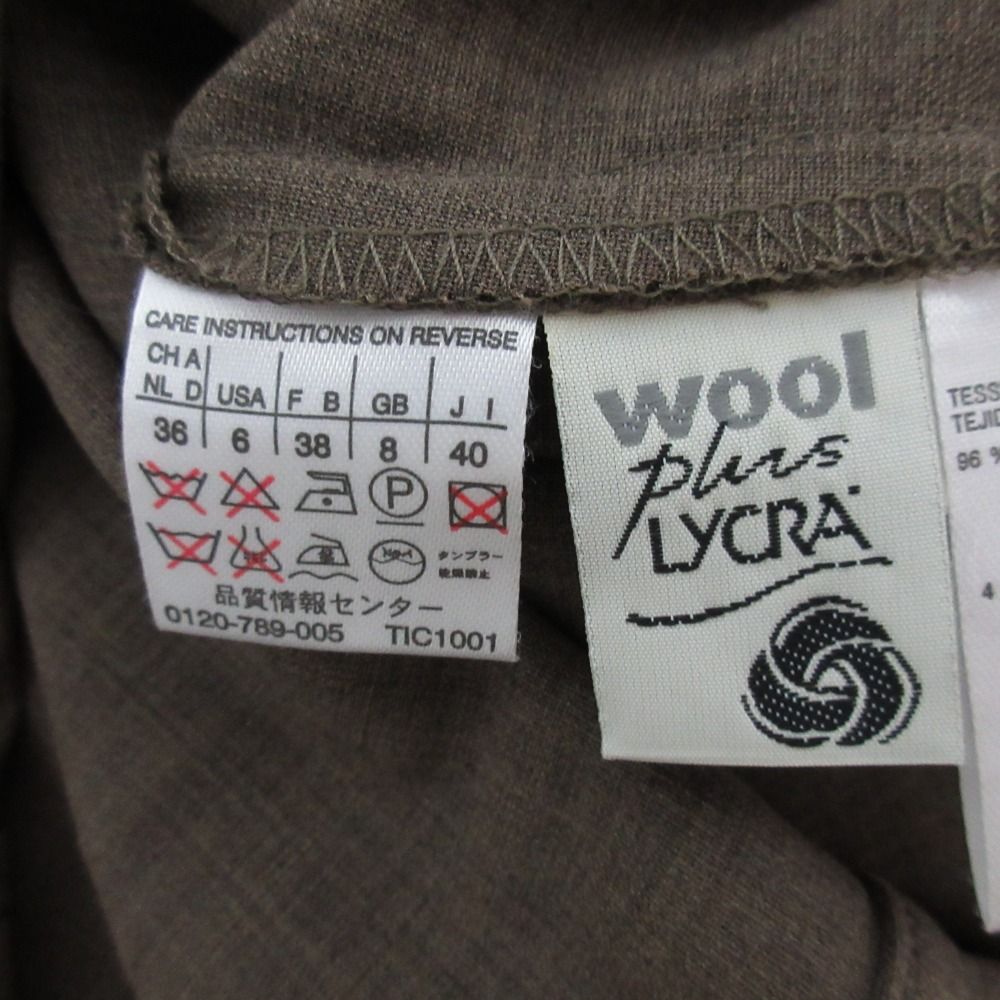 CARE INSTRUCTIONS ON REVERSE
CH A
NL D USA F B GB J I
36 6 38 8 40
P
タンブラー
乾燥禁止
品質情報センター
0120-789-005 TIC1001
wool
plus
LYCRA
TESS
TEJID
96 %
4